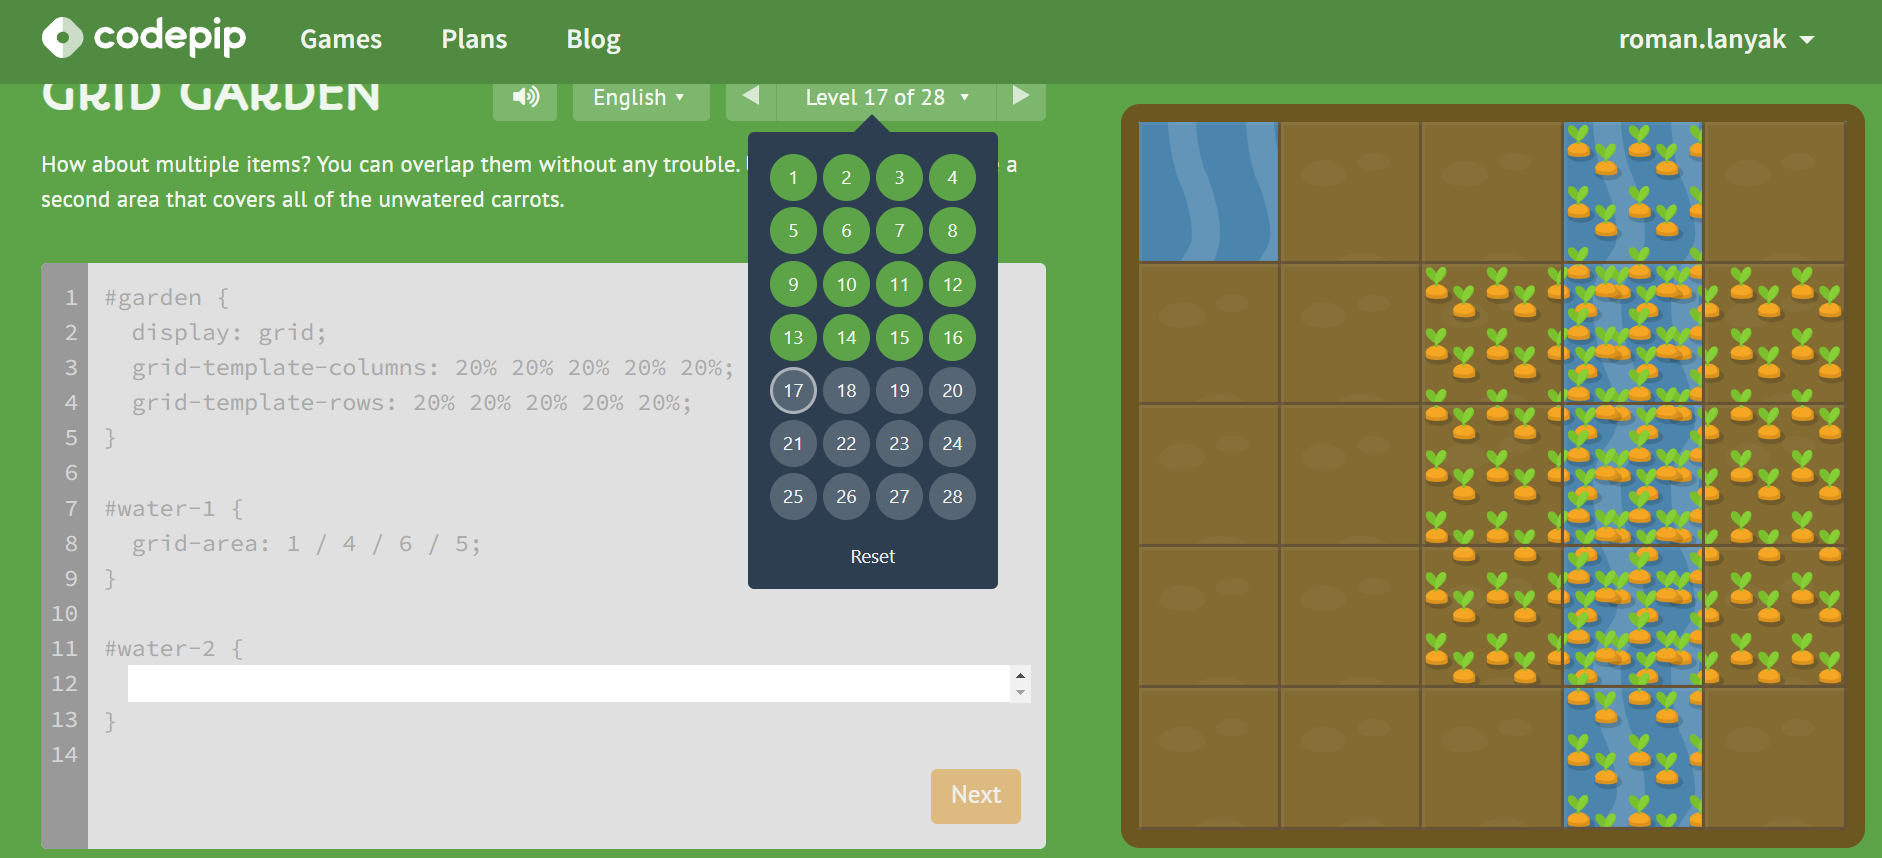 codepip
Games
Plans
Blog
roman.lanyak
GRID GARDEN
English
Level 17 of 28
How about multiple items? You can overlap them without any trouble. a
second area that covers all of the unwatered carrots.
1 2 3 4
5 6 7 8
9 10 11 12
13 14 15 16
17 18 19 20
21 22 23 24
25 26 27 28
Reset
1 #garden {
2 display: grid;
3 grid-template-columns: 20% 20% 20% 20% 20%;
4 grid-template-rows: 20% 20% 20% 20% 20%;
5 }
6
7 #water-1 {
8 grid-area: 1 / 4 / 6 / 5;
9 }
10
11 #water-2 {
12
13 }
14
Next